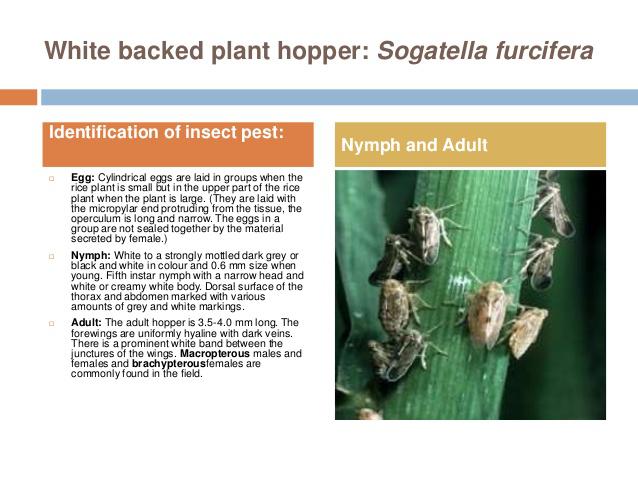 White backed plant hopper: Sogatella furcifera
Identification of insect pest:
Egg: Cylindrical eggs are laid in groups when the
rice plant is small but in the upper part of the rice
plant when the plant is large. (They are laid with
the micropylar end protruding from the tissue, the
operculum is long and narrow. The eggs in a
group are not sealed together by the material
secreted by female.)
Nymph: White to a strongly mottled dark grey or
black and white in colour and 0.6 mm size when
young. Fifth instar nymph with a narrow head and
white or creamy white body. Dorsal surface of the
thorax and abdomen marked with various
amounts of grey and white markings.
Adult: The adult hopper is 3.5-4.0 mm long. The
forewings are uniformly hyaline with dark veins.
There is a prominent white band between the
junctures of the wings. Macropterous males and
females and brachypterousfemales are
commonly found in the field.
Nymph and Adult